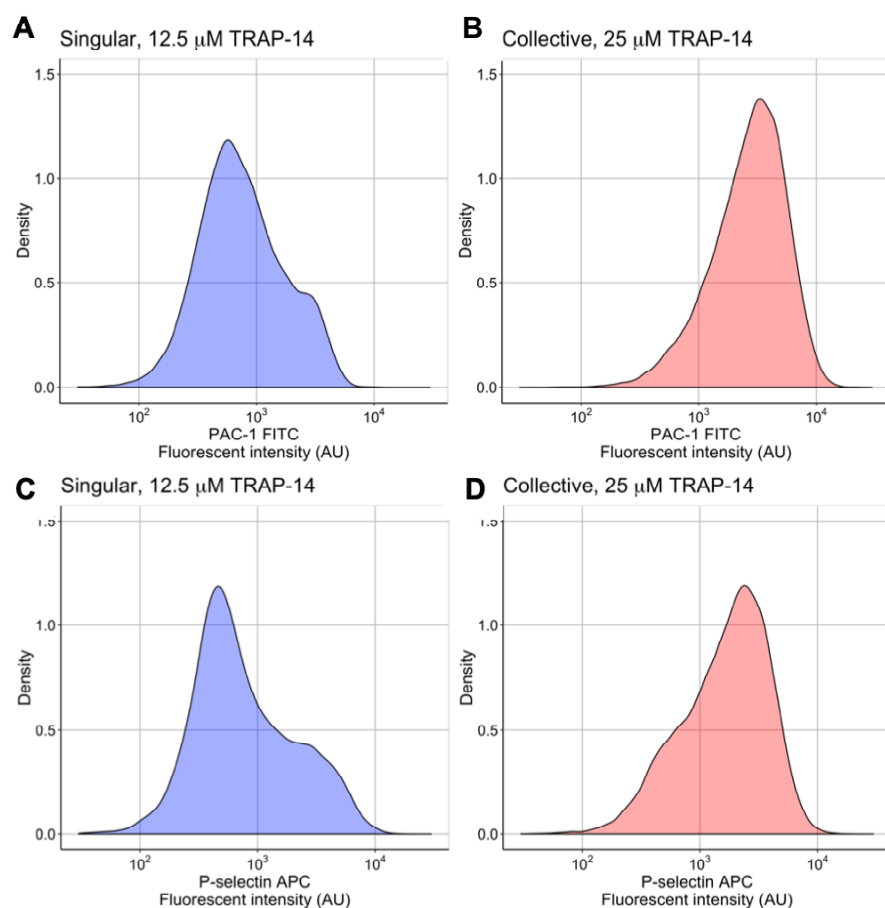 A
Singular, 12.5 μM TRAP-14
1.5
1.0
0.5
0.0
Density
10²
10³
10⁴
PAC-1 FITC
Fluorescent intensity (AU)
B
Collective, 25 μM TRAP-14
1.5
1.0
0.5
0.0
Density
10²
10³
10⁴
PAC-1 FITC
Fluorescent intensity (AU)
C
Singular, 12.5 μM TRAP-14
1.5
1.0
0.5
0.0
Density
10²
10³
10⁴
P-selectin APC
Fluorescent intensity (AU)
D
Collective, 25 μM TRAP-14
1.5
1.0
0.5
0.0
Density
10²
10³
10⁴
P-selectin APC
Fluorescent intensity (AU)